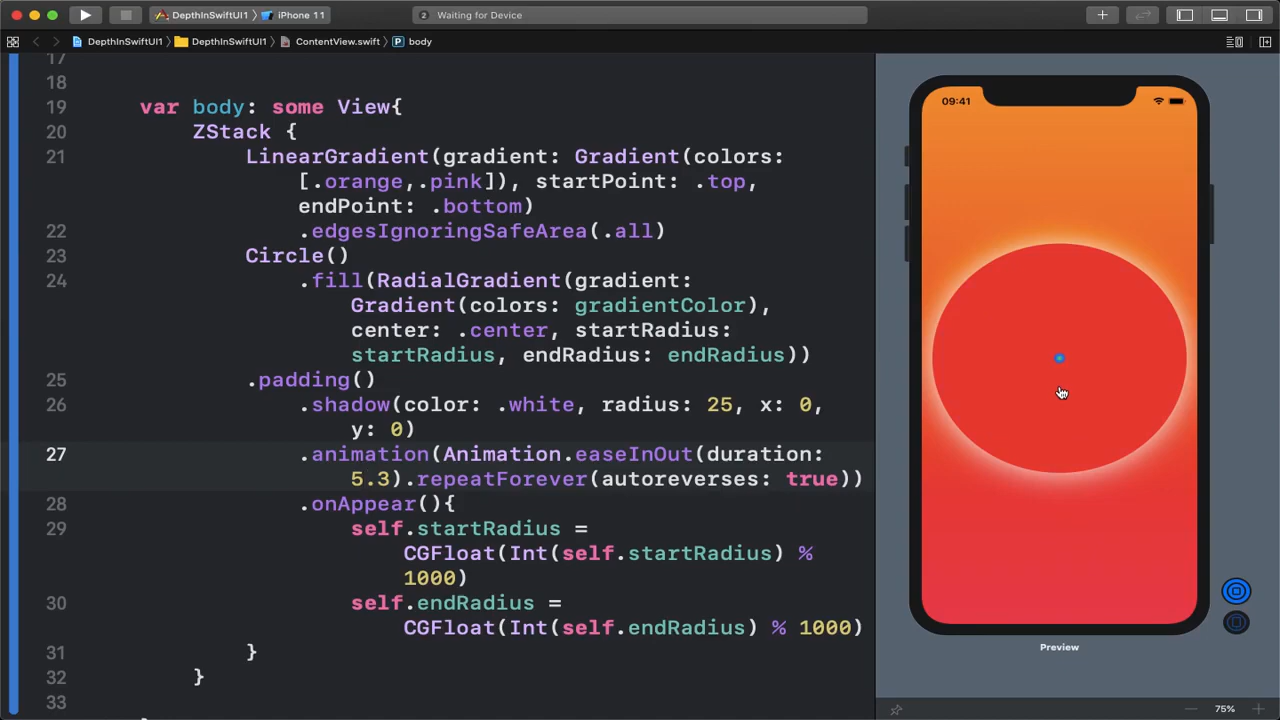 DepthInSwiftUI1 〉 iPhone 11
2 Waiting for Device
DepthInSwiftUI1 〉 DepthInSwiftUI1 〉 ContentView.swift 〉 P body
17
18
19 var body: some View{
20 ZStack {
21 LinearGradient(gradient: Gradient(colors:
[.orange,.pink]), startPoint: .top,
endPoint: .bottom)
22 .edgesIgnoringSafeArea(.all)
23 Circle()
24 .fill(RadialGradient(gradient:
Gradient(colors: gradientColor),
center: .center, startRadius:
startRadius, endRadius: endRadius))
25 .padding()
26 .shadow(color: .white, radius: 25, x: 0,
y: 0)
27 .animation(Animation.easeInOut(duration:
5.3).repeatForever(autoreverses: true))
28 .onAppear(){
29 self.startRadius =
CGFloat(Int(self.startRadius) %
1000)
30 self.endRadius =
CGFloat(Int(self.endRadius) % 1000)
31 }
32 }
33
09:41
Preview
75%